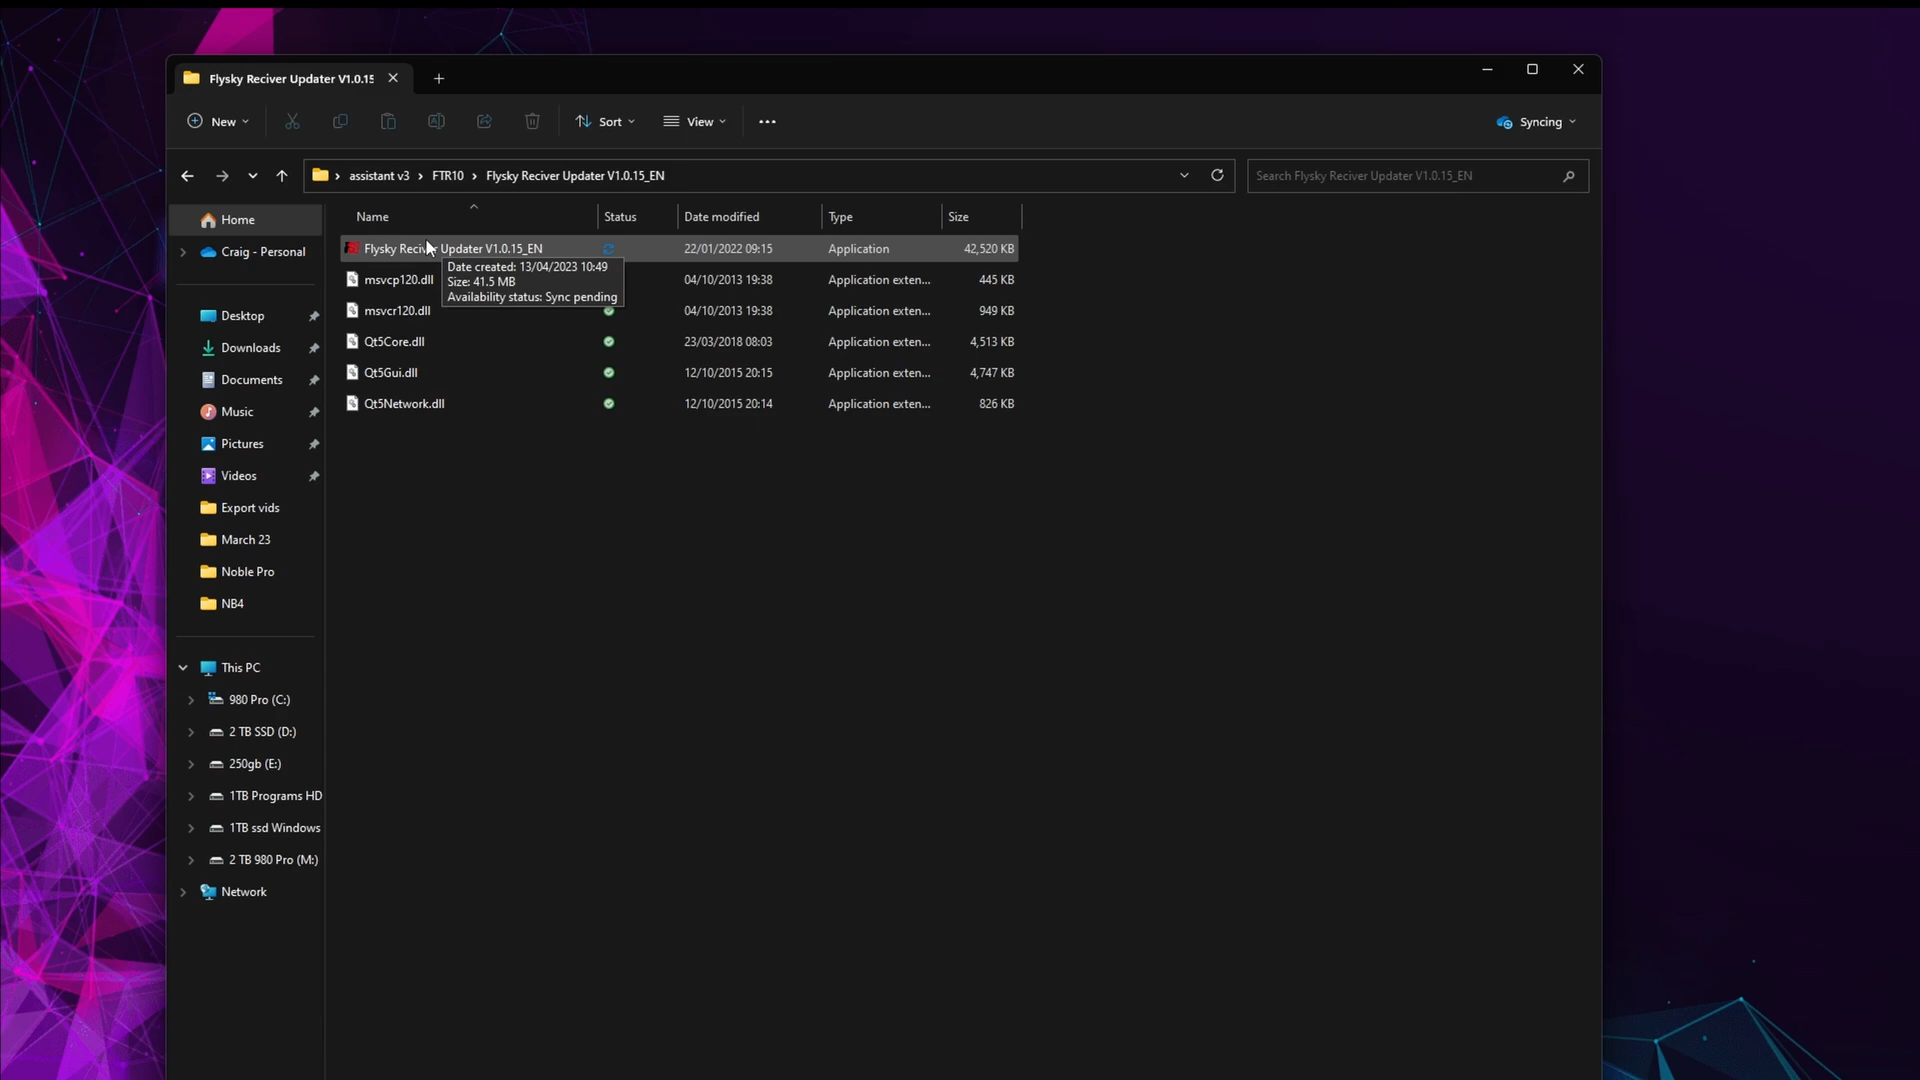 Flysky Reciver Updater V1.0.15
New
Sort
View
Syncing
assistant v3 > FTR10 > Flysky Reciver Updater V1.0.15_EN
Search Flysky Reciver Updater V1.0.15_EN
Name Status Date modified Type Size
Flysky Reciver Updater V1.0.15_EN 22/01/2022 09:15 Application 42,520 KB
Date created: 13/04/2023 10:49
Size: 41.5 MB
Availability status: Sync pending
msvcp120.dll 04/10/2013 19:38 Application exten... 445 KB
msvcr120.dll 04/10/2013 19:38 Application exten... 949 KB
Qt5Core.dll 23/03/2018 08:03 Application exten... 4,513 KB
Qt5Gui.dll 12/10/2015 20:15 Application exten... 4,747 KB
Qt5Network.dll 12/10/2015 20:14 Application exten... 826 KB
Home
Craig - Personal
Desktop
Downloads
Documents
Music
Pictures
Videos
Export vids
March 23
Noble Pro
NB4
This PC
980 Pro (C:)
2 TB SSD (D:)
250gb (E:)
1TB Programs HD
1TB ssd Windows
2 TB 980 Pro (M:)
Network